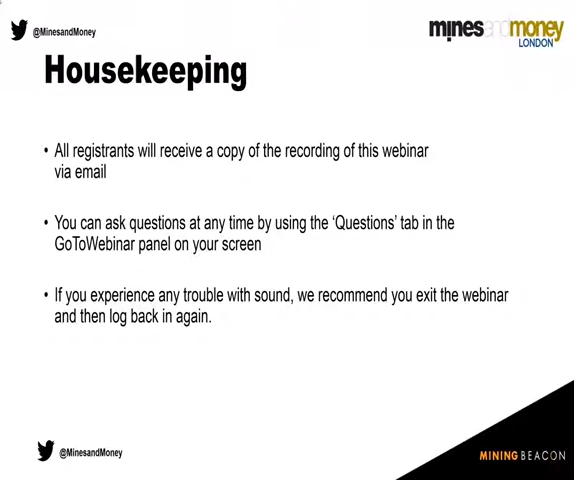 @MinesandMoney
minesandmoney
LONDON
Housekeeping
• All registrants will receive a copy of the recording of this webinar
via email
• You can ask questions at any time by using the ‘Questions’ tab in the
GoToWebinar panel on your screen
• If you experience any trouble with sound, we recommend you exit the webinar
and then log back in again.
@MinesandMoney
MINING BEACON